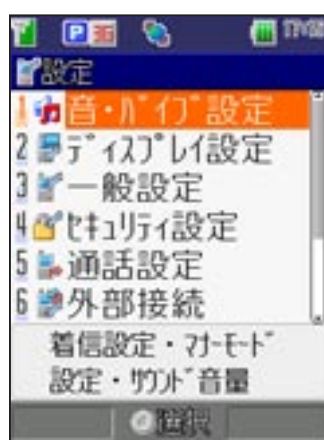 P
設定
1 音・バイブ設定
2 ディスプレイ設定
3 一般設定
4 セキュリティ設定
5 通話設定
6 外部接続
着信設定・マナーモード
設定・サウンド音量
選択